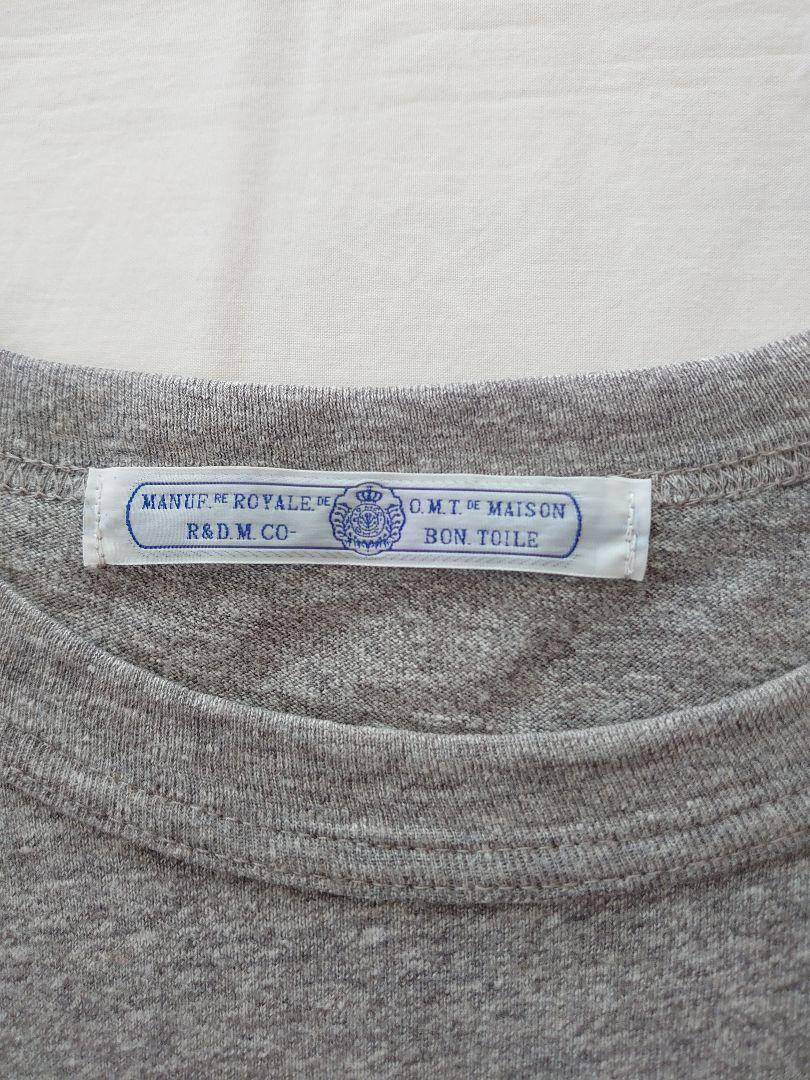 MANUF.RE ROYALE.DE O.M.T.DE MAISON
R&D.M.CO- BON.TOILE